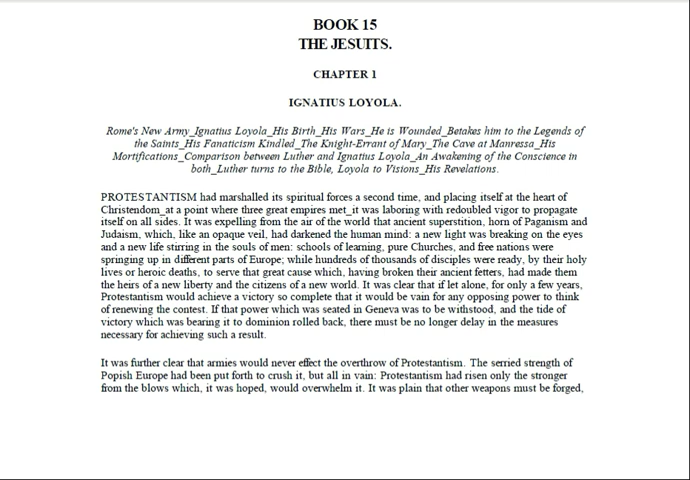 BOOK 15
THE JESUITS.
CHAPTER 1
IGNATIUS LOYOLA.
Rome's New Army_Ignatius Loyola_His Birth_His Wars_He is Wounded_Betakes him to the Legends of
the Saints_His Fanaticism Kindled_The Knight-Errant of Mary_The Cave at Manressa_His
Mortifications_Comparison between Luther and Ignatius Loyola_An Awakening of the Conscience in
both_Luther turns to the Bible, Loyola to Visions_His Revelations.
PROTESTANTISM had marshalled its spiritual forces a second time, and placing itself at the heart of
Christendom_at a point where three great empires met_it was laboring with redoubled vigor to propagate
itself on all sides. It was expelling from the air of the world that ancient superstition, born of Paganism and
Judaism, which, like an opaque veil, had darkened the human mind: a new light was breaking on the eyes
and a new life stirring in the souls of men: schools of learning, pure Churches, and free nations were
springing up in different parts of Europe; while hundreds of thousands of disciples were ready, by their holy
lives or heroic deaths, to serve that great cause which, having broken their ancient fetters, had made them
the heirs of a new liberty and the citizens of a new world. It was clear that if let alone, for only a few years,
Protestantism would achieve a victory so complete that it would be vain for any opposing power to think
of renewing the contest. If that power which was seated in Geneva was to be withstood, and the tide of
victory which was bearing it to dominion rolled back, there must be no longer delay in the measures
necessary for achieving such a result.
It was further clear that armies would never effect the overthrow of Protestantism. The serried strength of
Popish Europe had been put forth to crush it, but all in vain: Protestantism had risen only the stronger
from the blows which, it was hoped, would overwhelm it. It was plain that other weapons must be forged,